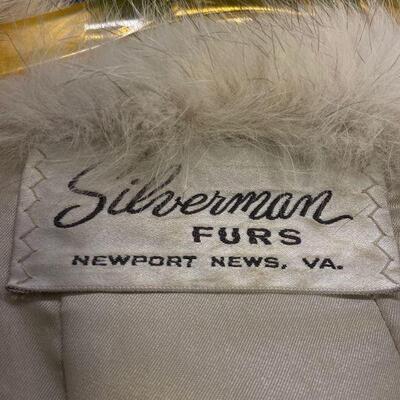 Silverman
FURS
NEWPORT NEWS, VA.